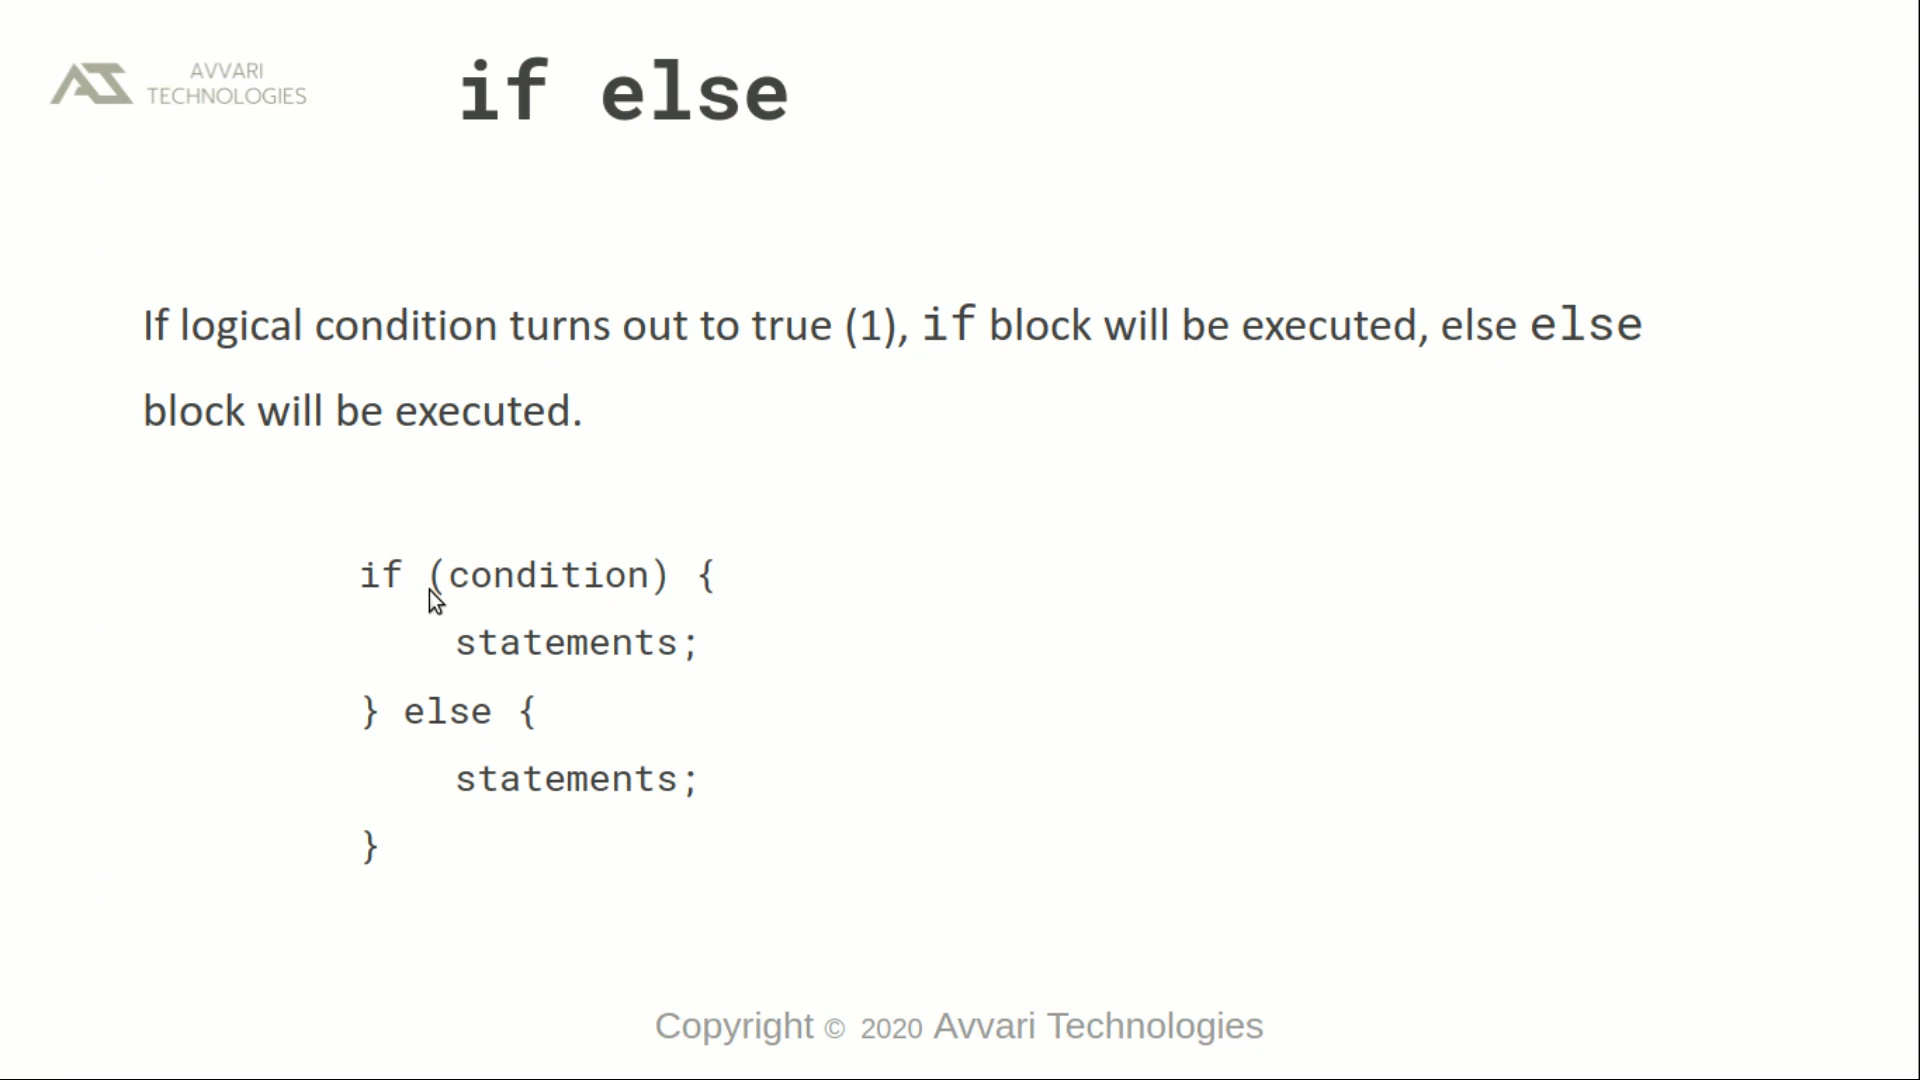 AVVARI
TECHNOLOGIES
if else
If logical condition turns out to true (1), if block will be executed, else else
block will be executed.
if (condition) {
statements;
} else {
statements;
}
Copyright © 2020 Avvari Technologies